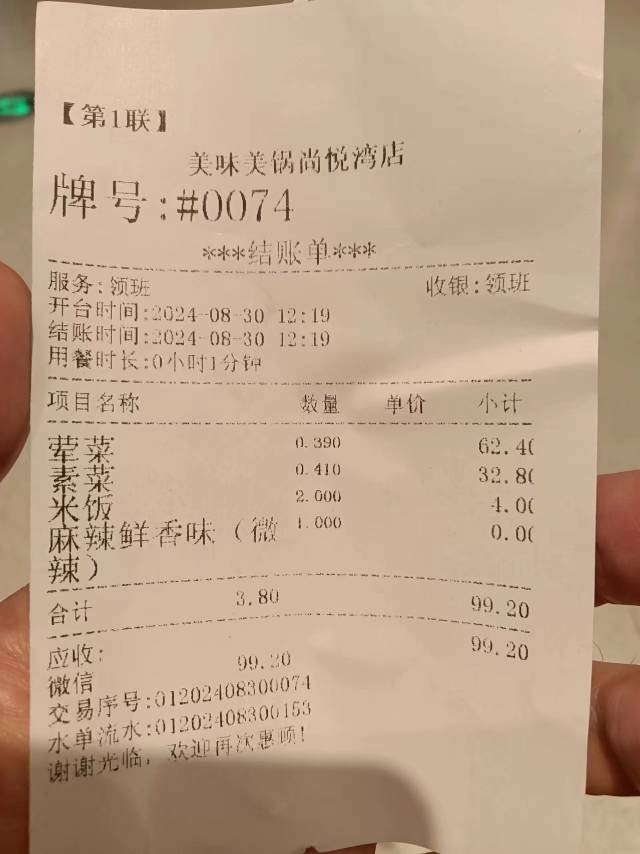 【第1联】
美味美锅尚悦湾店
牌号:#0074
***结账单***
服务:领班 收银:领班
开台时间:2024-08-30 12:19
结账时间:2024-08-30 12:19
用餐时长:0小时1分钟
项目名称 数量 单价 小计
荤菜 0.390 62.40
素菜 0.410 32.80
米饭 2.000 4.00
麻辣鲜香味（微 1.000 0.00
辣）
合计 3.80 99.20
应收: 99.20
微信 99.20
交易序号:01202408300074
水单流水:01202408300153
谢谢光临，欢迎再次惠顾!